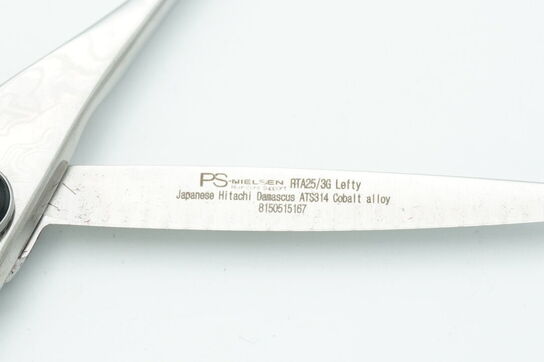 PS-NIELSEN RTA25/3G Lefty
Japanese Hitachi Damascus ATS314 Cobalt alloy
8150515167